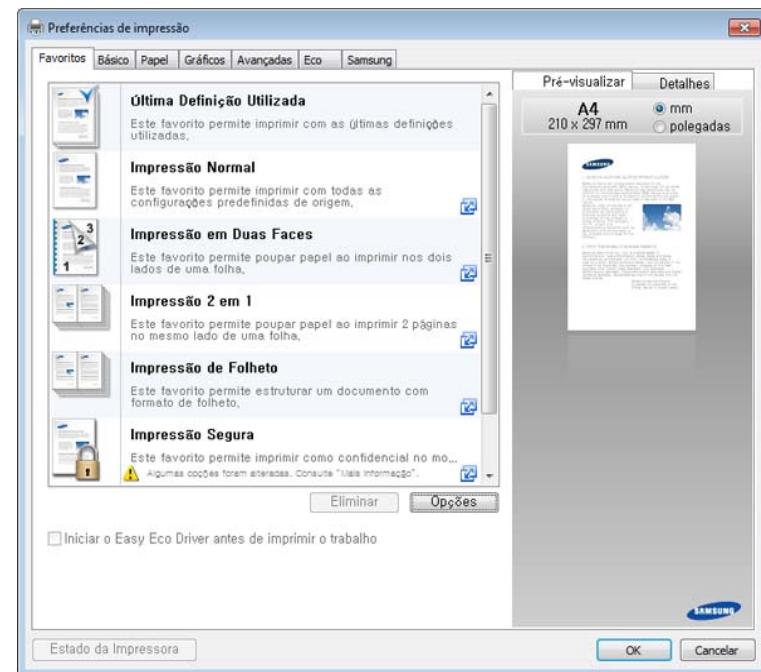 Preferências de impressão
Favoritos Básico Papel Gráficos Avançadas Eco Samsung
Última Definição Utilizada
Este favorito permite imprimir com as últimas definições
utilizadas.
Impressão Normal
Este favorito permite imprimir com todas as
configurações predefinidas de origem.
3
2
1
Impressão em Duas Faces
Este favorito permite poupar papel ao imprimir nos dois
lados de uma folha.
Impressão 2 em 1
Este favorito permite poupar papel ao imprimir 2 páginas
no mesmo lado de uma folha.
Impressão de Folheto
Este favorito permite estruturar um documento com
formato de folheto.
Impressão Segura
Este favorito permite imprimir como confidencial no mo...
Algumas opções foram alteradas. Consulte "Mais Informação".
Eliminar Opções
Iniciar o Easy Eco Driver antes de imprimir o trabalho
Pré-visualizar Detalhes
A4
210 x 297 mm
mm
polegadas
SAMSUNG
SAMSUNG
Estado da Impressora
OK Cancelar